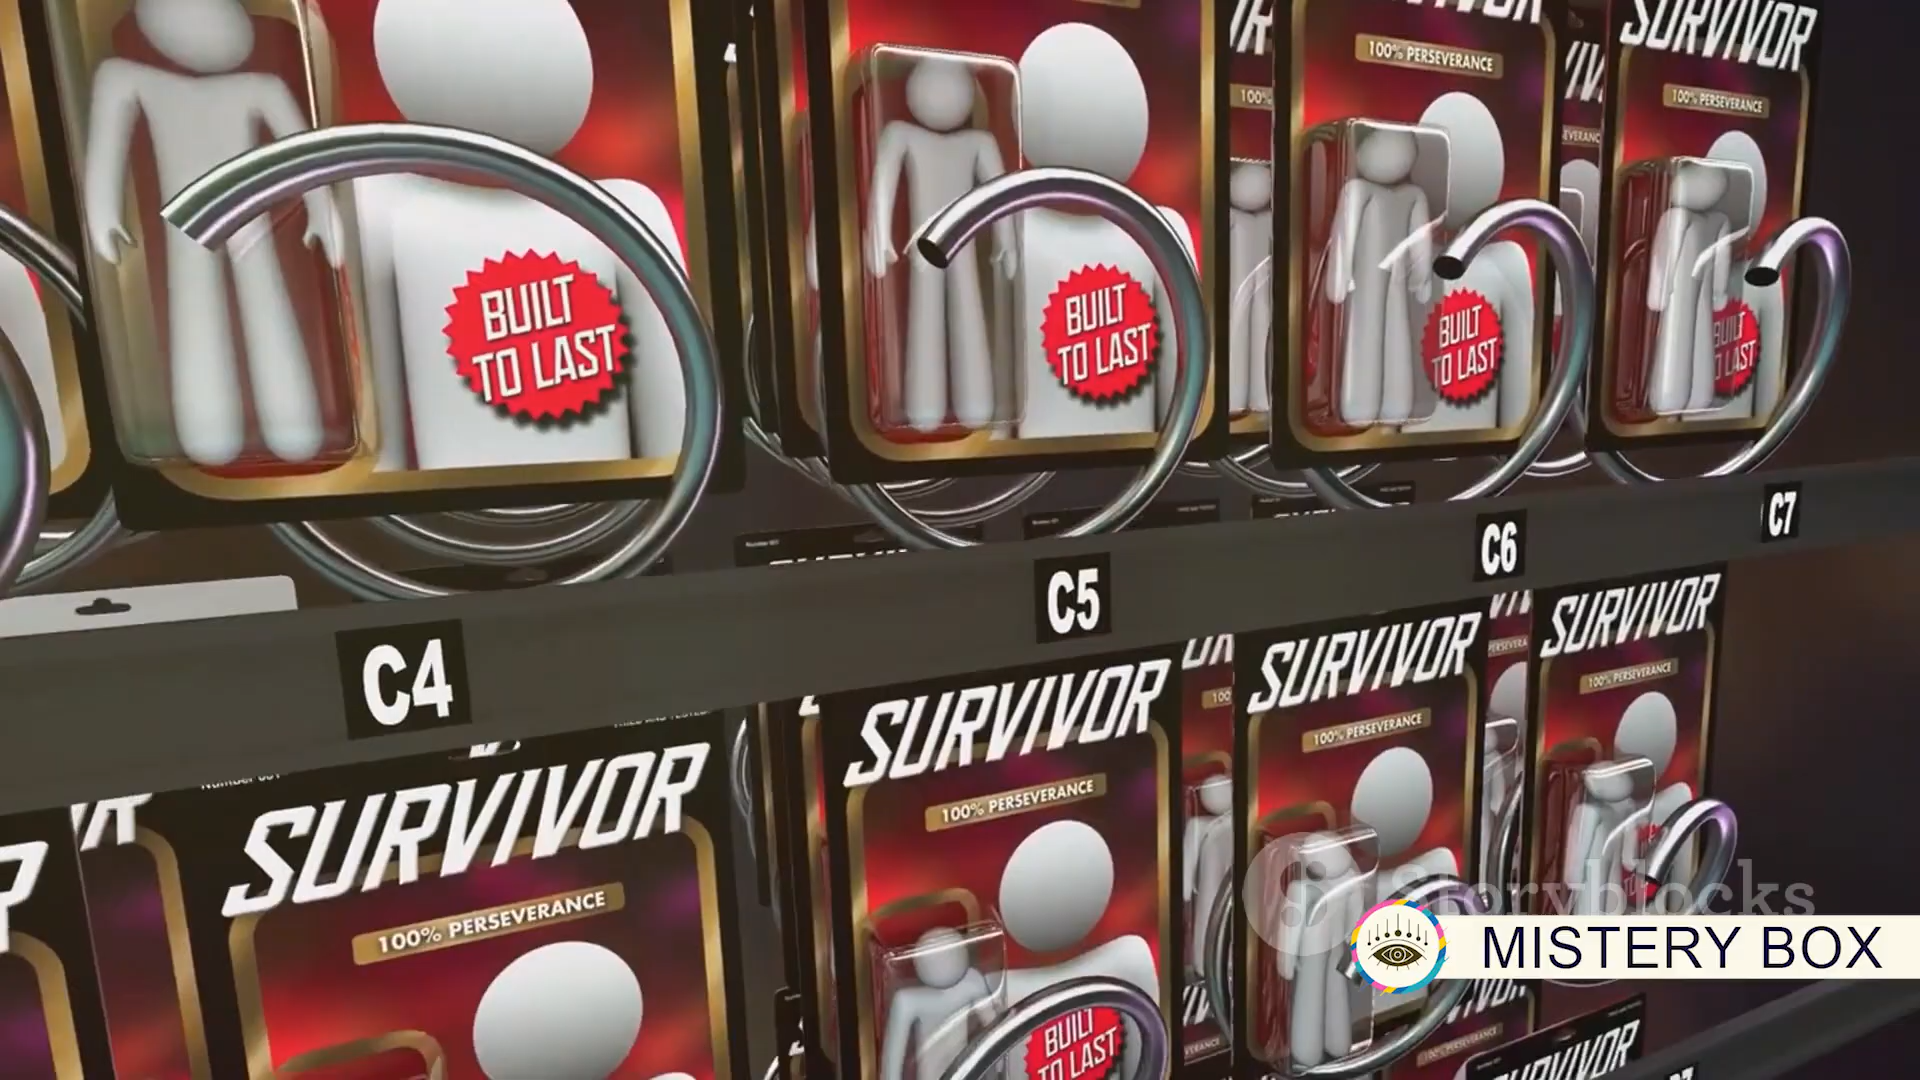 SURVIVOR
100% PERSEVERANCE
100% PERSEVERANCE
100%
BUILT
TO LAST
BUILT
TO LAST
BUILT
TO LAST
BUILT
TO LAST
C4
C5
C6
C7
SURVIVOR
100% PERSEVERANCE
SURVIVOR
100% PERSEVERANCE
BUILT
TO LAST
SURVIVOR
100% PERSEVERANCE
SURVIVOR
100% PERSEVERANCE
Storyblocks
MISTERY BOX
SURVIVOR